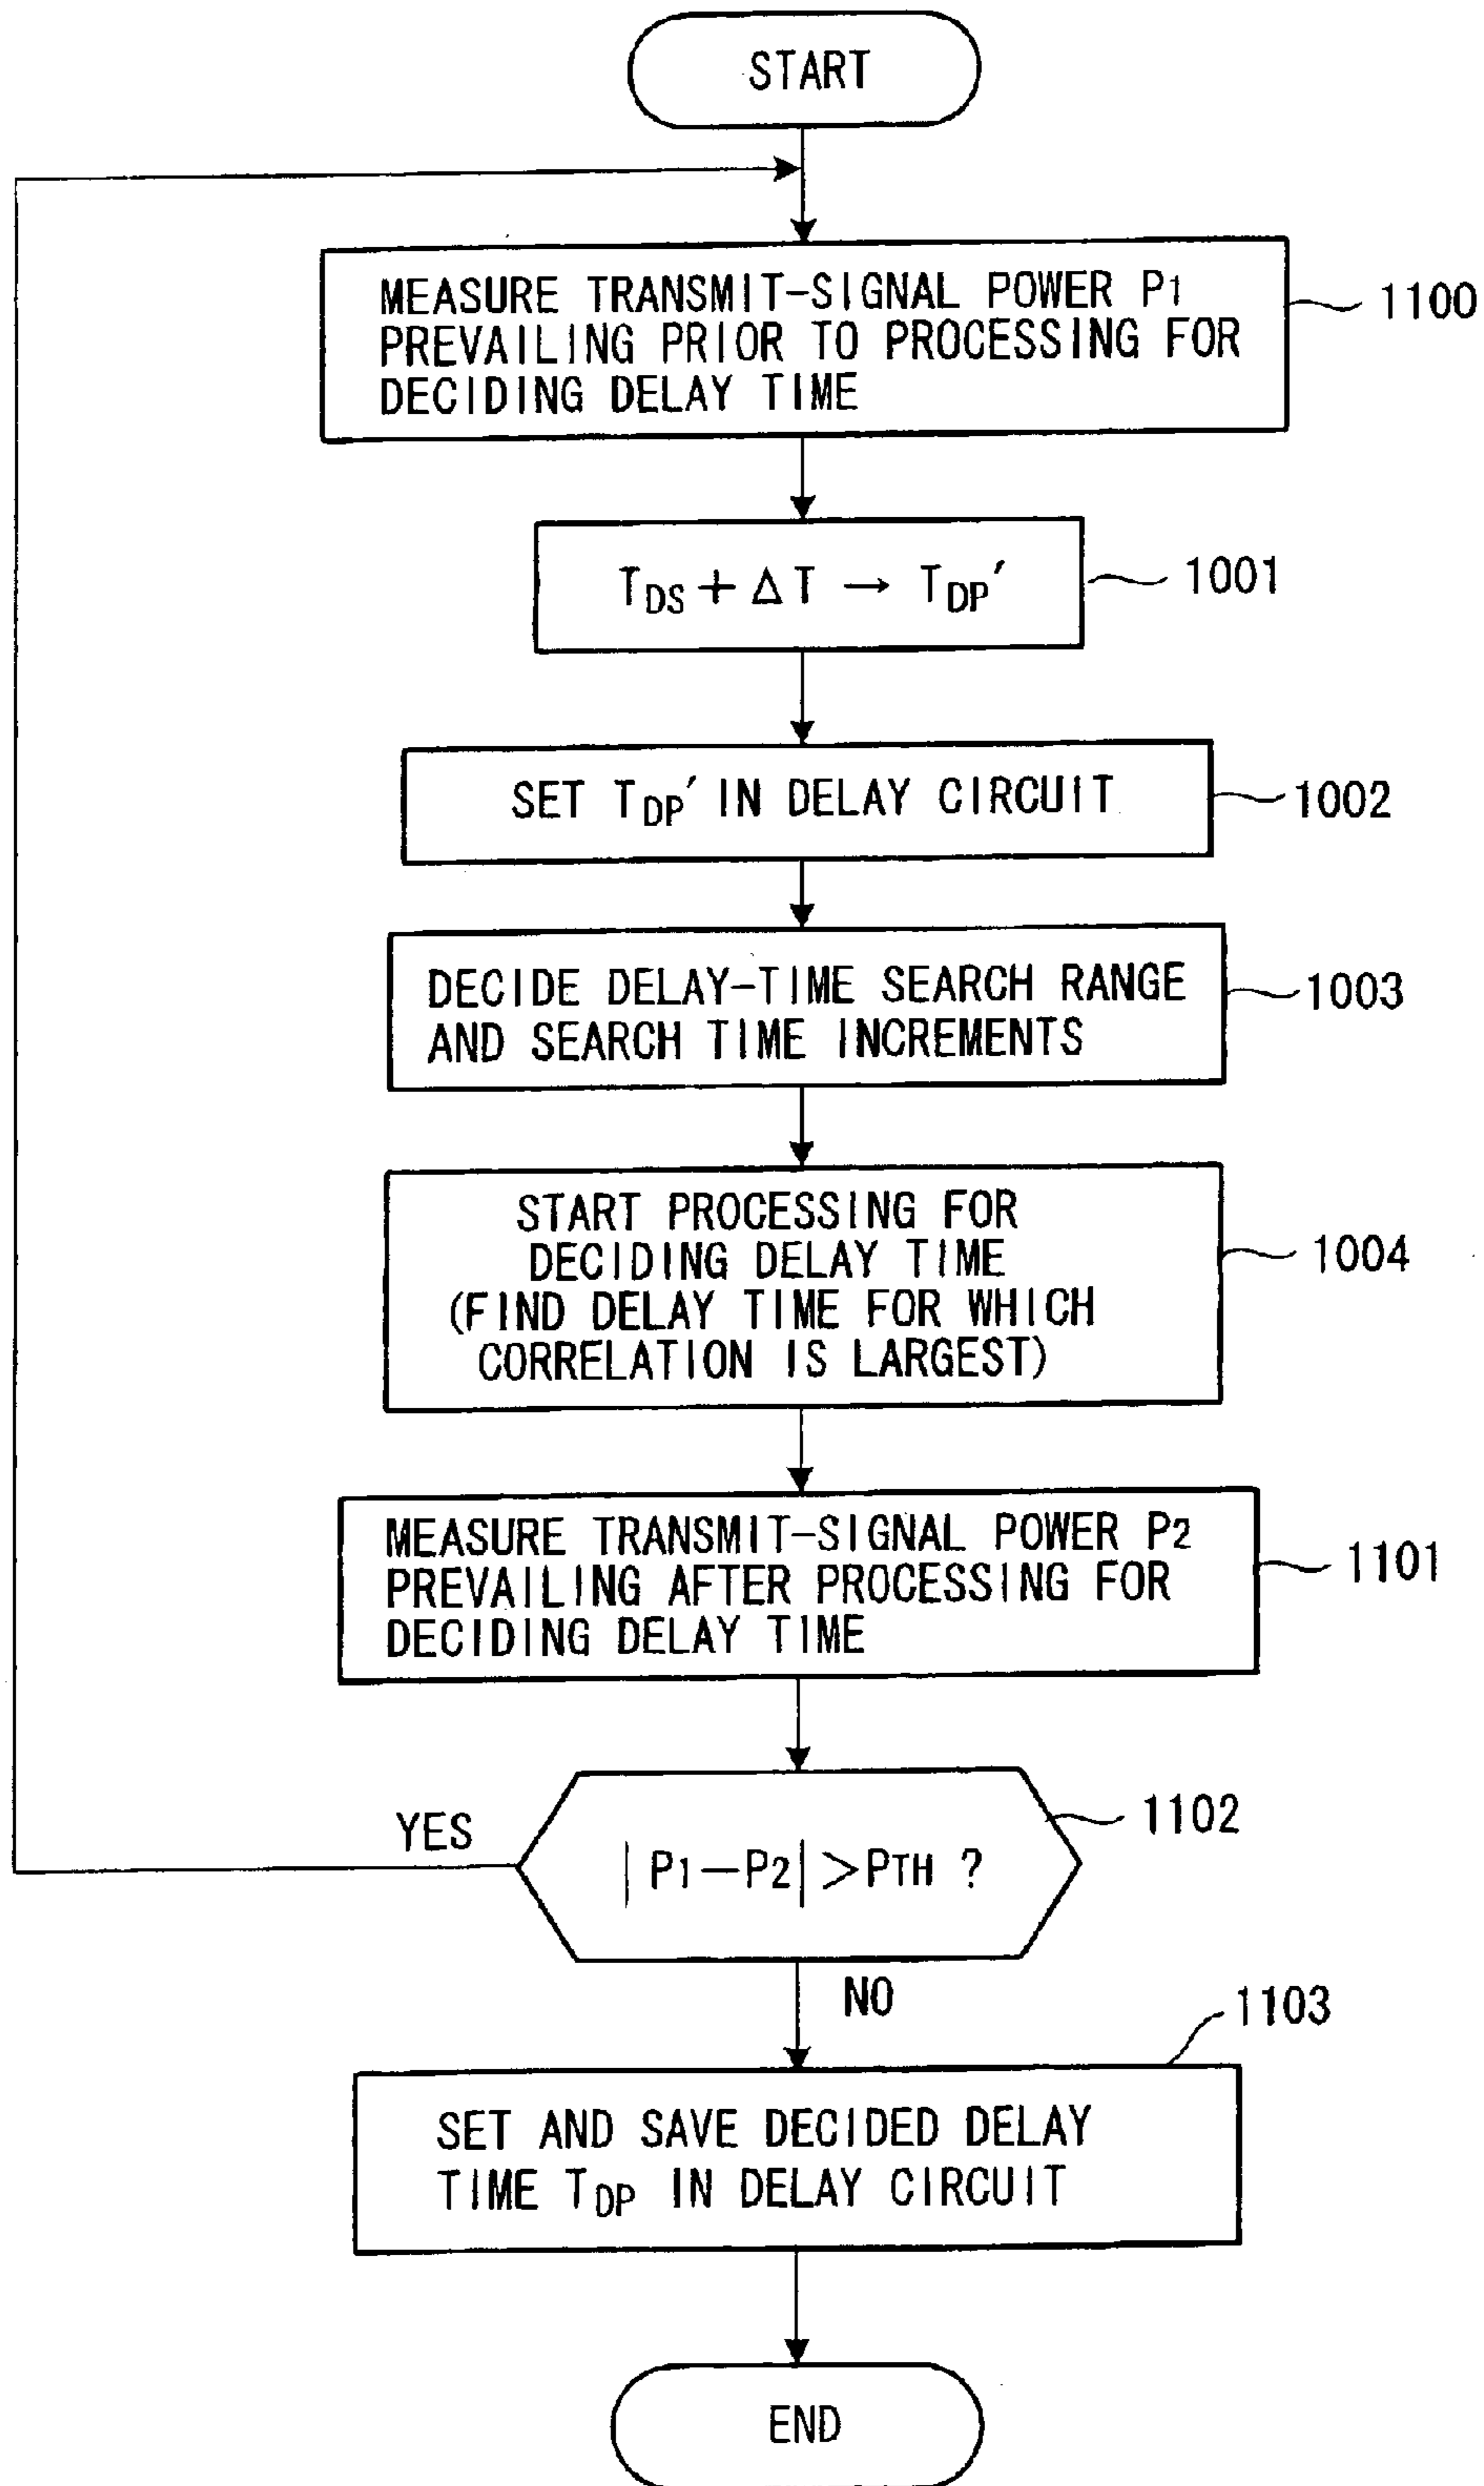 START
MEASURE TRANSMIT-SIGNAL POWER P1
PREVAILING PRIOR TO PROCESSING FOR
DECIDING DELAY TIME
1100
TDS + ΔT → TDP'
1001
SET TDP' IN DELAY CIRCUIT
1002
DECIDE DELAY-TIME SEARCH RANGE
AND SEARCH TIME INCREMENTS
1003
START PROCESSING FOR
DECIDING DELAY TIME
(FIND DELAY TIME FOR WHICH
CORRELATION IS LARGEST)
1004
MEASURE TRANSMIT-SIGNAL POWER P2
PREVAILING AFTER PROCESSING FOR
DECIDING DELAY TIME
1101
1102
YES
|P1-P2|>PTH ?
NO
1103
SET AND SAVE DECIDED DELAY
TIME TDP IN DELAY CIRCUIT
END